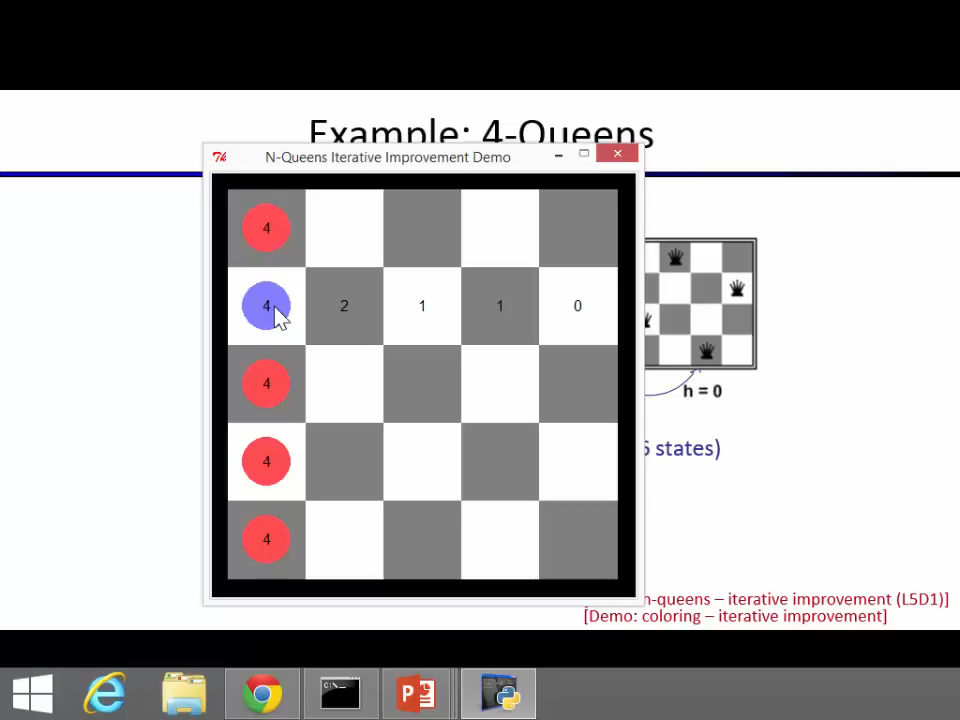 Example: 4-Queens
N-Queens Iterative Improvement Demo
4
4 2 1 1 0
4
4
4
h = 0
states)
n-queens – iterative improvement (L5D1)]
[Demo: coloring – iterative improvement]